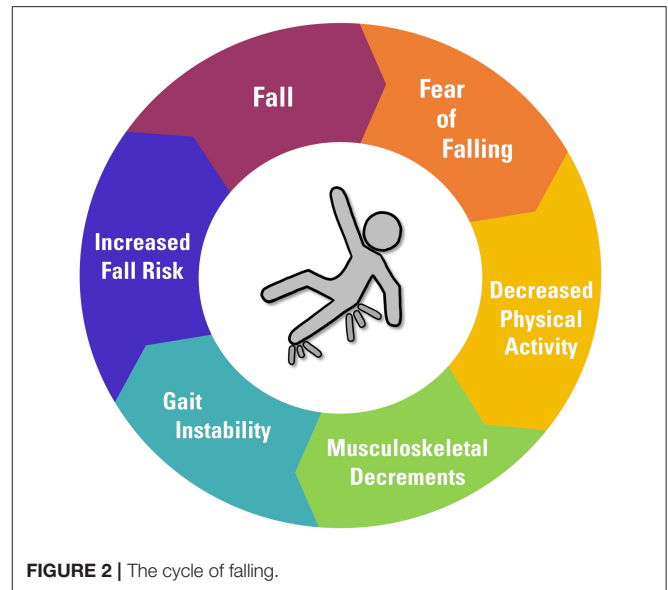 Fall
Fear
of
Falling
Decreased
Physical
Activity
Musculoskeletal
Decrements
Gait
Instability
Increased
Fall Risk
FIGURE 2 | The cycle of falling.